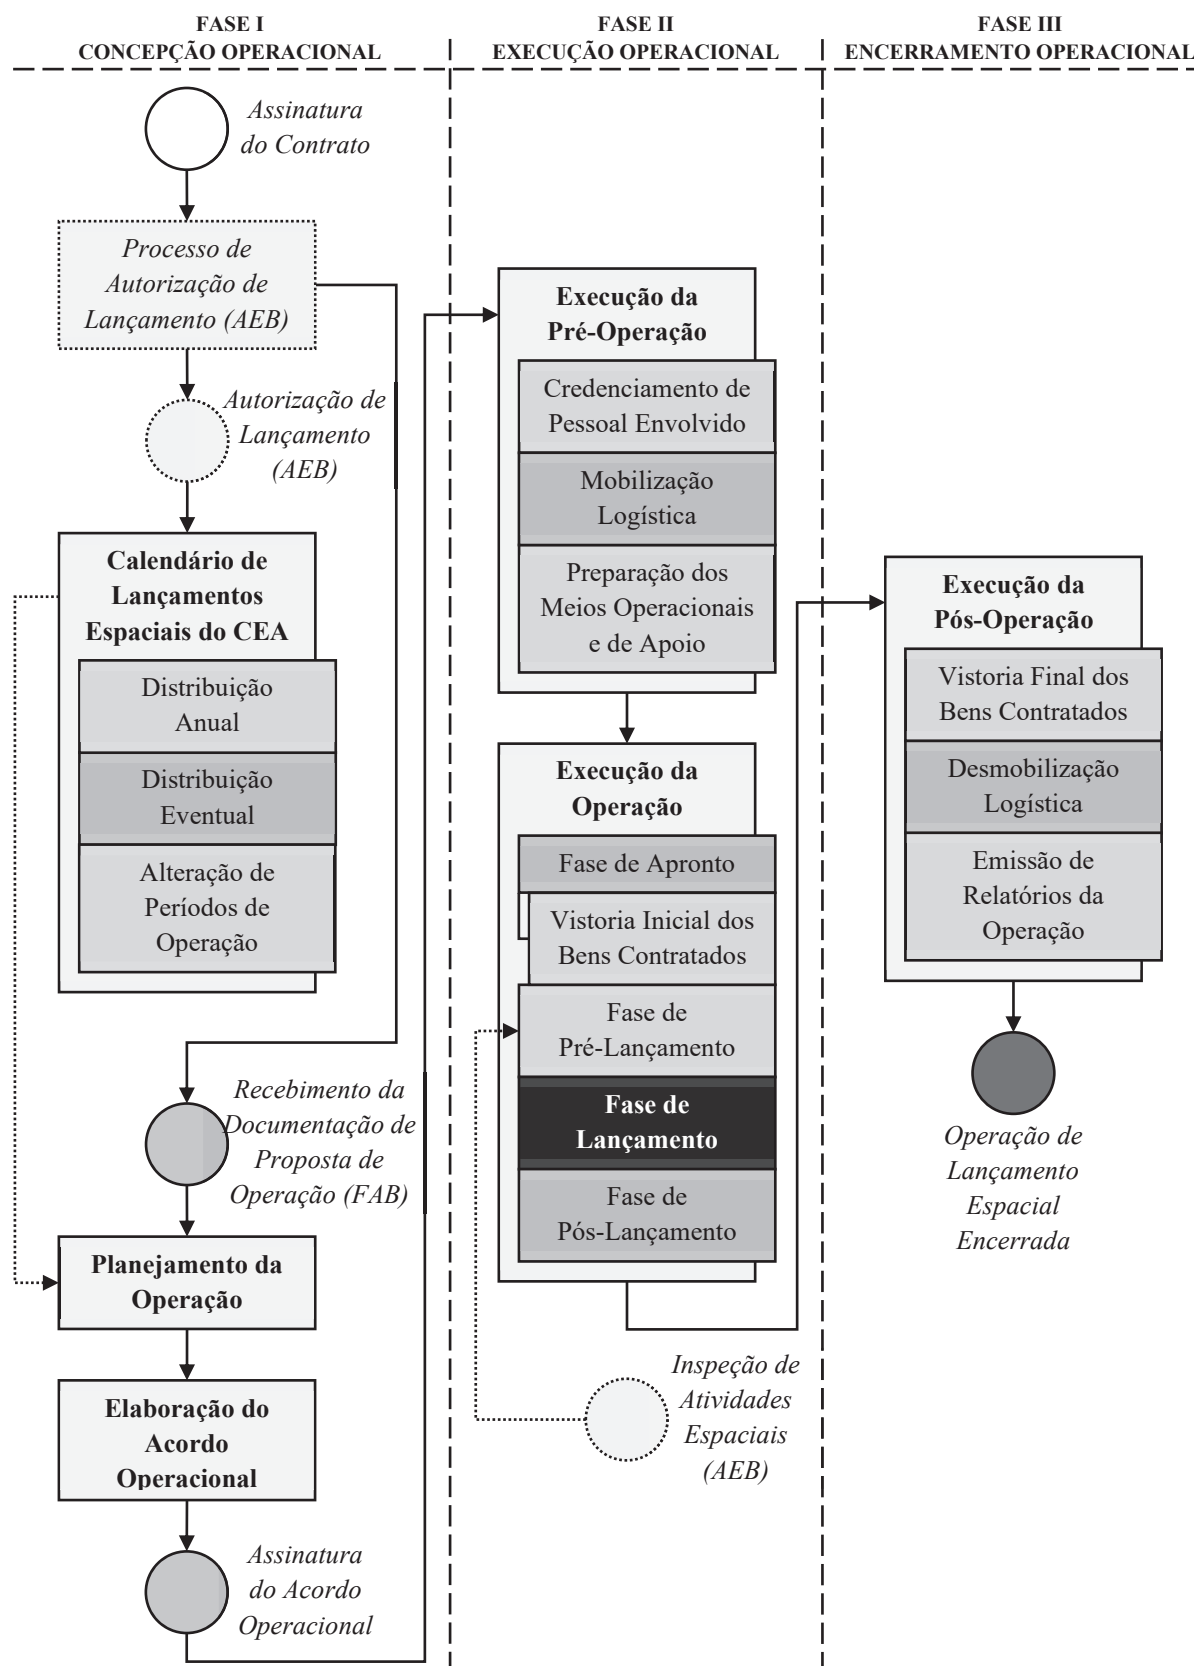 FASE I
CONCEPÇÃO OPERACIONAL
FASE II
EXECUÇÃO OPERACIONAL
FASE III
ENCERRAMENTO OPERACIONAL
Assinatura
do Contrato
Processo de
Autorização de
Lançamento (AEB)
Autorização de
Lançamento
(AEB)
Calendário de
Lançamentos
Espaciais do CEA
Distribuição
Anual
Distribuição
Eventual
Alteração de
Períodos de
Operação
Recebimento da
Documentação de
Proposta de
Operação (FAB)
Planejamento da
Operação
Elaboração do
Acordo
Operacional
Assinatura
do Acordo
Operacional
Execução da
Pré-Operação
Credenciamento de
Pessoal Envolvido
Mobilização
Logística
Preparação dos
Meios Operacionais
e de Apoio
Execução da
Operação
Fase de Apronto
Vistoria Inicial dos
Bens Contratados
Fase de
Pré-Lançamento
Fase de
Lançamento
Fase de
Pós-Lançamento
Inspeção de
Atividades
Espaciais
(AEB)
Execução da
Pós-Operação
Vistoria Final dos
Bens Contratados
Desmobilização
Logística
Emissão de
Relatórios da
Operação
Operação de
Lançamento
Espacial
Encerrada